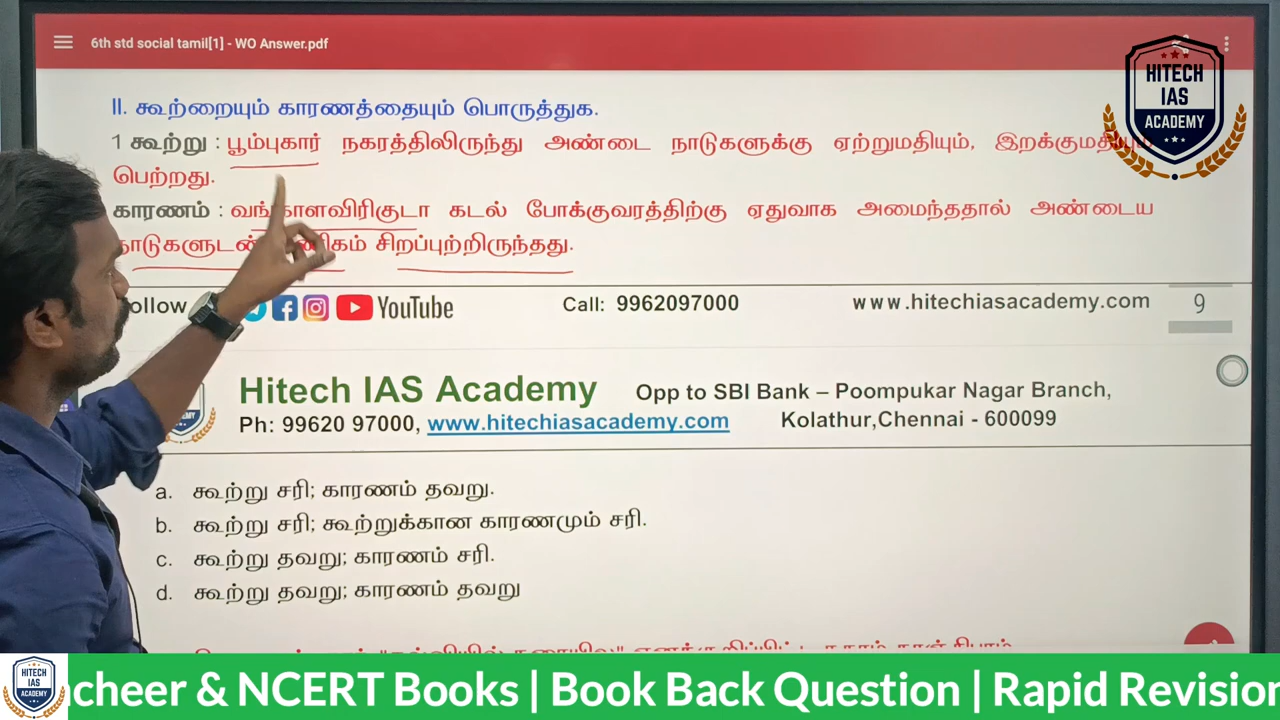 6th std social tamil[1] - WO Answer.pdf
HITECH
IAS
ACADEMY
II. கூற்றையும் காரணத்தையும் பொருத்துக.
1 கூற்று : பூம்புகார் நகரத்திலிருந்து அண்டை நாடுகளுக்கு ஏற்றுமதியும், இறக்குமதியும்
பெற்றது.
காரணம் : வங்காளவிரிகுடா கடல் போக்குவரத்திற்கு ஏதுவாக அமைந்ததால் அண்டைய
நாடுகளுடன் சிறப்புற்றிருந்தது.
YouTube Call: 9962097000 www.hitechiasacademy.com 9
Hitech IAS Academy Opp to SBI Bank – Poompukar Nagar Branch,
Ph: 99620 97000, www.hitechiasacademy.com Kolathur,Chennai - 600099
a. கூற்று சரி; காரணம் தவறு.
b. கூற்று சரி; கூற்றுக்கான காரணமும் சரி.
c. கூற்று தவறு; காரணம் சரி.
d. கூற்று தவறு; காரணம் தவறு
HITECH
IAS
ACADEMY
cheer & NCERT Books | Book Back Question | Rapid Revision